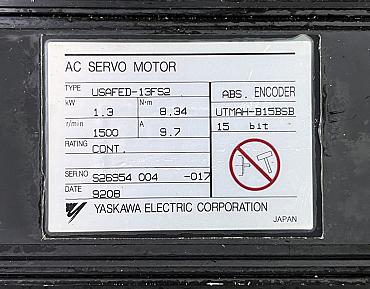 AC SERVO MOTOR
TYPE USAFED-13FS2
kW 1.3 N·m 8.34
r/min 1500 A 9.7
RATING CONT.
SER NO S26954 004 -017
DATE 9208
ABS. ENCODER
UTMAH-B15BSB
15 bit
YASKAWA ELECTRIC CORPORATION
JAPAN